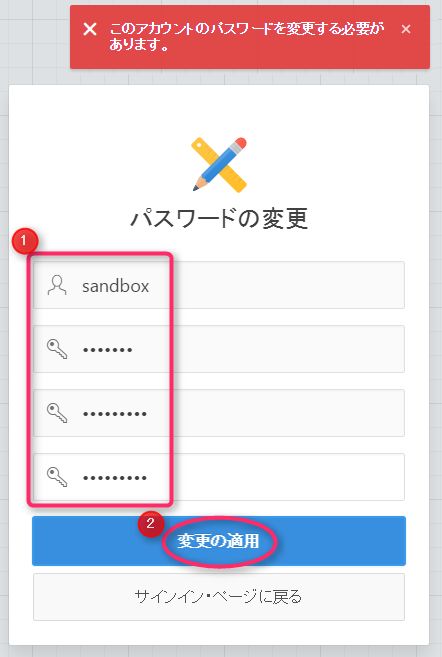 このアカウントのパスワードを変更する必要が
あります。
パスワードの変更
1
sandbox
•••••••
•••••••••
•••••••••
2
変更の適用
サインイン・ページに戻る